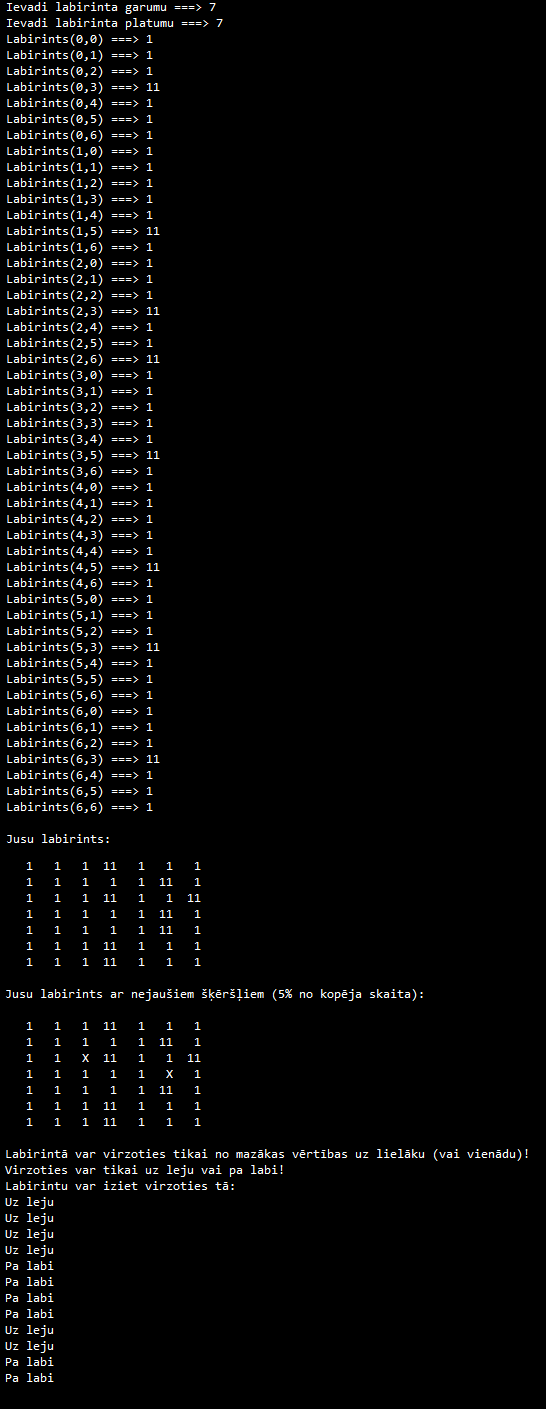 Ievadi labirinta garumu ===> 7
Ievadi labirinta platumu ===> 7
Labirints(0,0) ===> 1
Labirints(0,1) ===> 1
Labirints(0,2) ===> 1
Labirints(0,3) ===> 11
Labirints(0,4) ===> 1
Labirints(0,5) ===> 1
Labirints(0,6) ===> 1
Labirints(1,0) ===> 1
Labirints(1,1) ===> 1
Labirints(1,2) ===> 1
Labirints(1,3) ===> 1
Labirints(1,4) ===> 1
Labirints(1,5) ===> 11
Labirints(1,6) ===> 1
Labirints(2,0) ===> 1
Labirints(2,1) ===> 1
Labirints(2,2) ===> 1
Labirints(2,3) ===> 11
Labirints(2,4) ===> 1
Labirints(2,5) ===> 1
Labirints(2,6) ===> 11
Labirints(3,0) ===> 1
Labirints(3,1) ===> 1
Labirints(3,2) ===> 1
Labirints(3,3) ===> 1
Labirints(3,4) ===> 1
Labirints(3,5) ===> 11
Labirints(3,6) ===> 1
Labirints(4,0) ===> 1
Labirints(4,1) ===> 1
Labirints(4,2) ===> 1
Labirints(4,3) ===> 1
Labirints(4,4) ===> 1
Labirints(4,5) ===> 11
Labirints(4,6) ===> 1
Labirints(5,0) ===> 1
Labirints(5,1) ===> 1
Labirints(5,2) ===> 1
Labirints(5,3) ===> 11
Labirints(5,4) ===> 1
Labirints(5,5) ===> 1
Labirints(5,6) ===> 1
Labirints(6,0) ===> 1
Labirints(6,1) ===> 1
Labirints(6,2) ===> 1
Labirints(6,3) ===> 11
Labirints(6,4) ===> 1
Labirints(6,5) ===> 1
Labirints(6,6) ===> 1
Jusu labirints:
1 1 1 11 1 1 1
1 1 1 1 1 11 1
1 1 1 11 1 1 11
1 1 1 1 1 11 1
1 1 1 1 1 11 1
1 1 1 11 1 1 1
1 1 1 11 1 1 1
Jusu labirints ar nejaušiem šķēršļiem (5% no kopēja skaita):
1 1 1 11 1 1 1
1 1 1 1 1 11 1
1 1 X 11 1 1 11
1 1 1 1 1 X 1
1 1 1 1 1 11 1
1 1 1 11 1 1 1
1 1 1 11 1 1 1
Labirintā var virzoties tikai no mazākas vērtības uz lielāku (vai vienādu)!
Virzoties var tikai uz leju vai pa labi!
Labirintu var iziet virzoties tā:
Uz leju
Uz leju
Uz leju
Uz leju
Pa labi
Pa labi
Pa labi
Pa labi
Uz leju
Uz leju
Pa labi
Pa labi